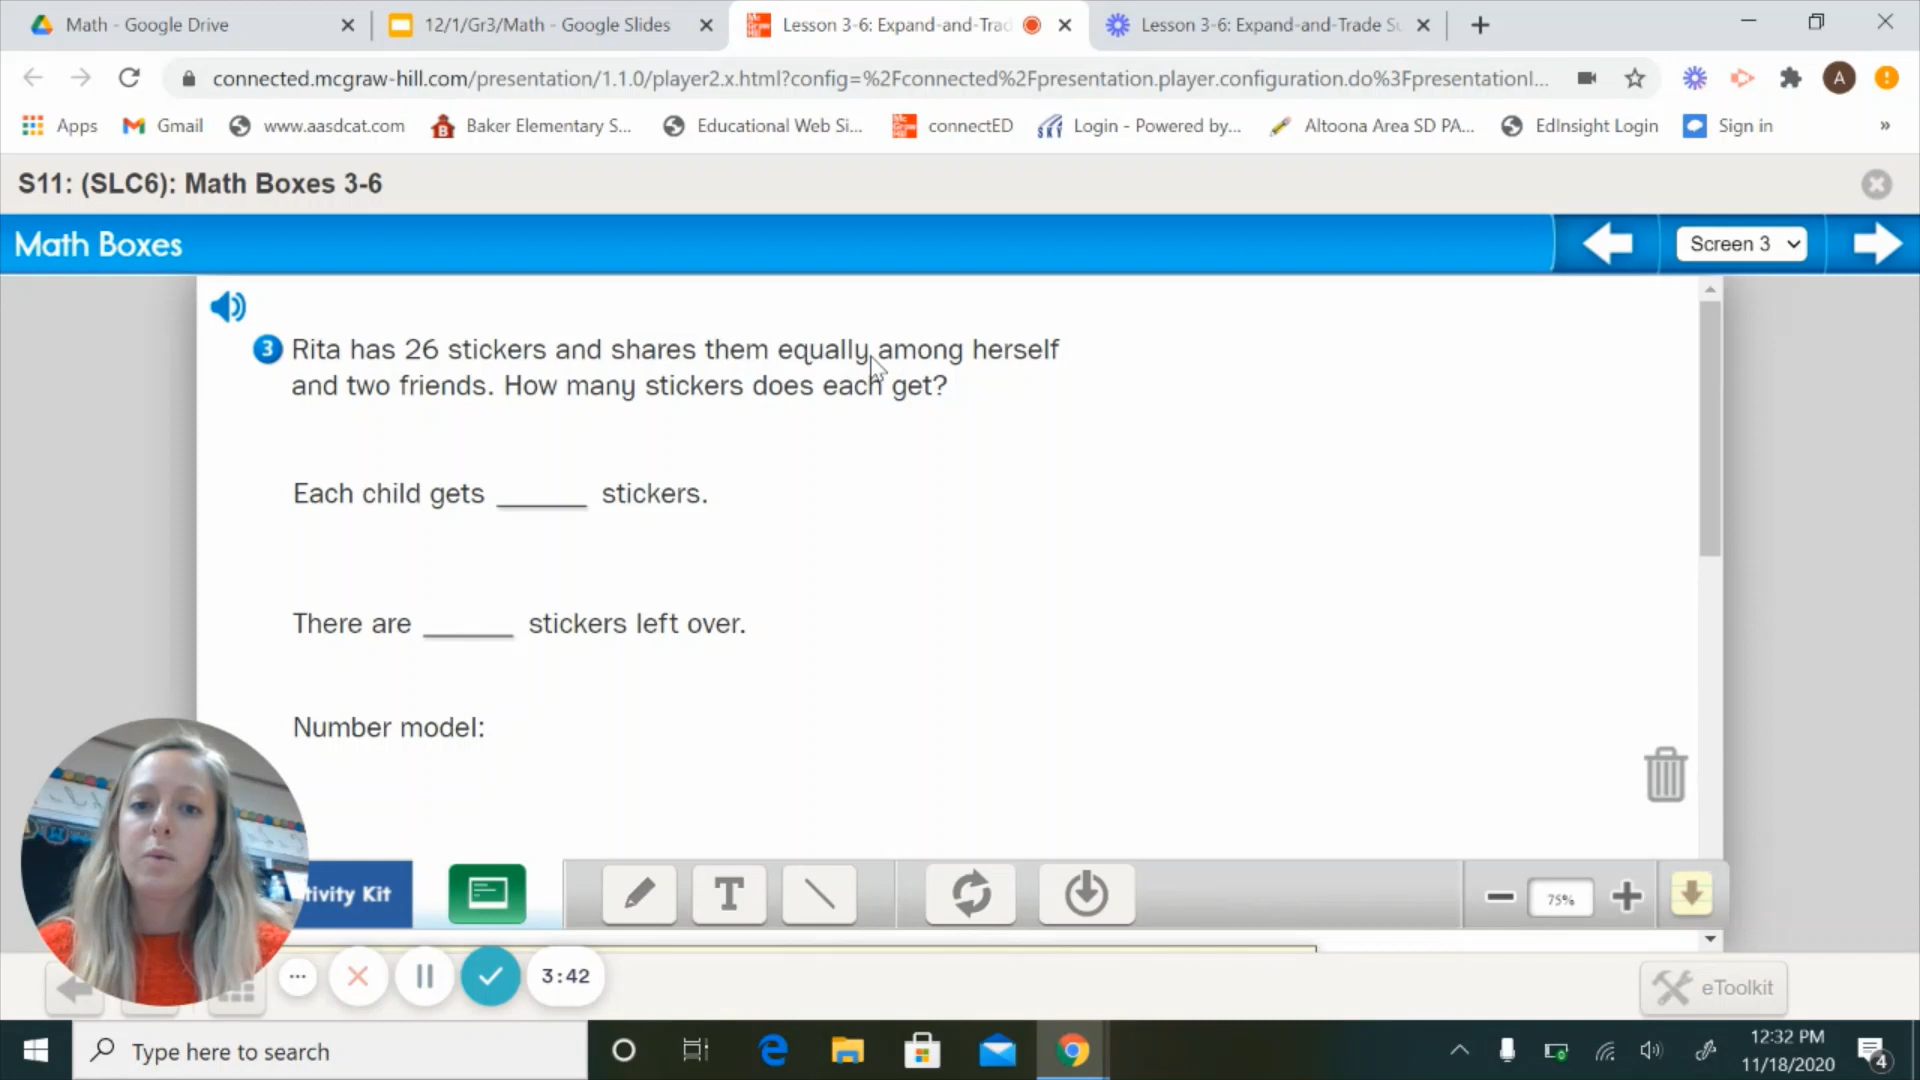 Math - Google Drive
12/1/Gr3/Math - Google Slides
Lesson 3-6: Expand-and-Trad
Lesson 3-6: Expand-and-Trade Su
connected.mcgraw-hill.com/presentation/1.1.0/player2.x.html?config=%2Fconnected%2Fpresentation.player.configuration.do%3FpresentationI...
A
Apps
Gmail
www.aasdcat.com
Baker Elementary S...
Educational Web Si...
connectED
Login - Powered by...
Altoona Area SD PA...
EdInsight Login
Sign in
»
S11: (SLC6): Math Boxes 3-6
Math Boxes
Screen 3
3 Rita has 26 stickers and shares them equally among herself
and two friends. How many stickers does each get?
Each child gets ______ stickers.
There are ______ stickers left over.
Number model:
tivity Kit
T
75%
3:42
eToolkit
Type here to search
12:32 PM
11/18/2020
4